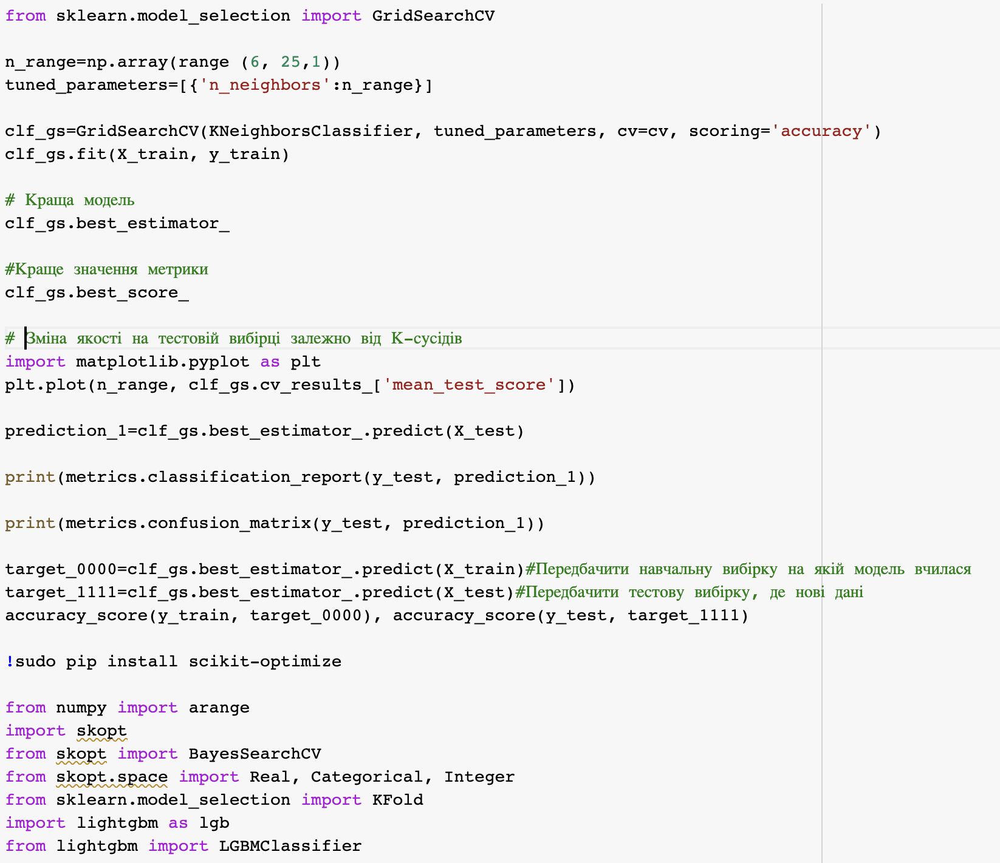 from sklearn.model_selection import GridSearchCV
n_range=np.array(range (6, 25,1))
tuned_parameters=[{'n_neighbors':n_range}]
clf_gs=GridSearchCV(KNeighborsClassifier, tuned_parameters, cv=cv, scoring='accuracy')
clf_gs.fit(X_train, y_train)
# Краща модель
clf_gs.best_estimator_
#Краще значення метрики
clf_gs.best_score_
# Зміна якості на тестовій вибірці залежно від К-сусідів
import matplotlib.pyplot as plt
plt.plot(n_range, clf_gs.cv_results_['mean_test_score'])
prediction_1=clf_gs.best_estimator_.predict(X_test)
print(metrics.classification_report(y_test, prediction_1))
print(metrics.confusion_matrix(y_test, prediction_1))
target_0000=clf_gs.best_estimator_.predict(X_train)#Передбачити навчальну вибірку на якій модель вчилася
target_1111=clf_gs.best_estimator_.predict(X_test)#Передбачити тестову вибірку, де нові дані
accuracy_score(y_train, target_0000), accuracy_score(y_test, target_1111)
!sudo pip install scikit-optimize
from numpy import arange
import skopt
from skopt import BayesSearchCV
from skopt.space import Real, Categorical, Integer
from sklearn.model_selection import KFold
import lightgbm as lgb
from lightgbm import LGBMClassifier